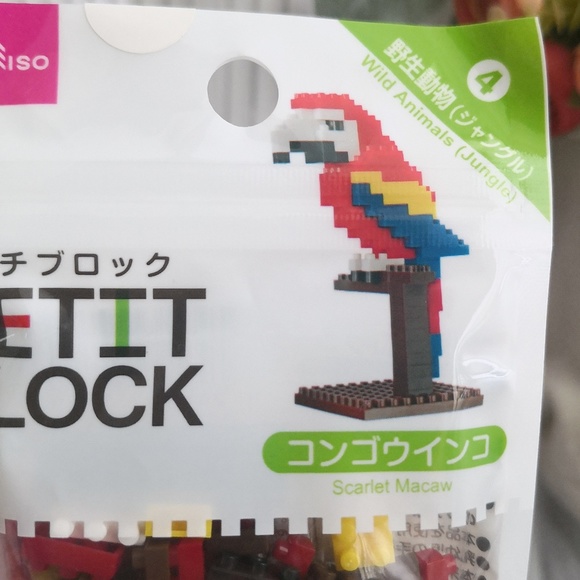 ISO
野生動物(ジャングル)
Wild Animals (Jungle)
4
チブロック
ETIT
LOCK
コンゴウインコ
Scarlet Macaw